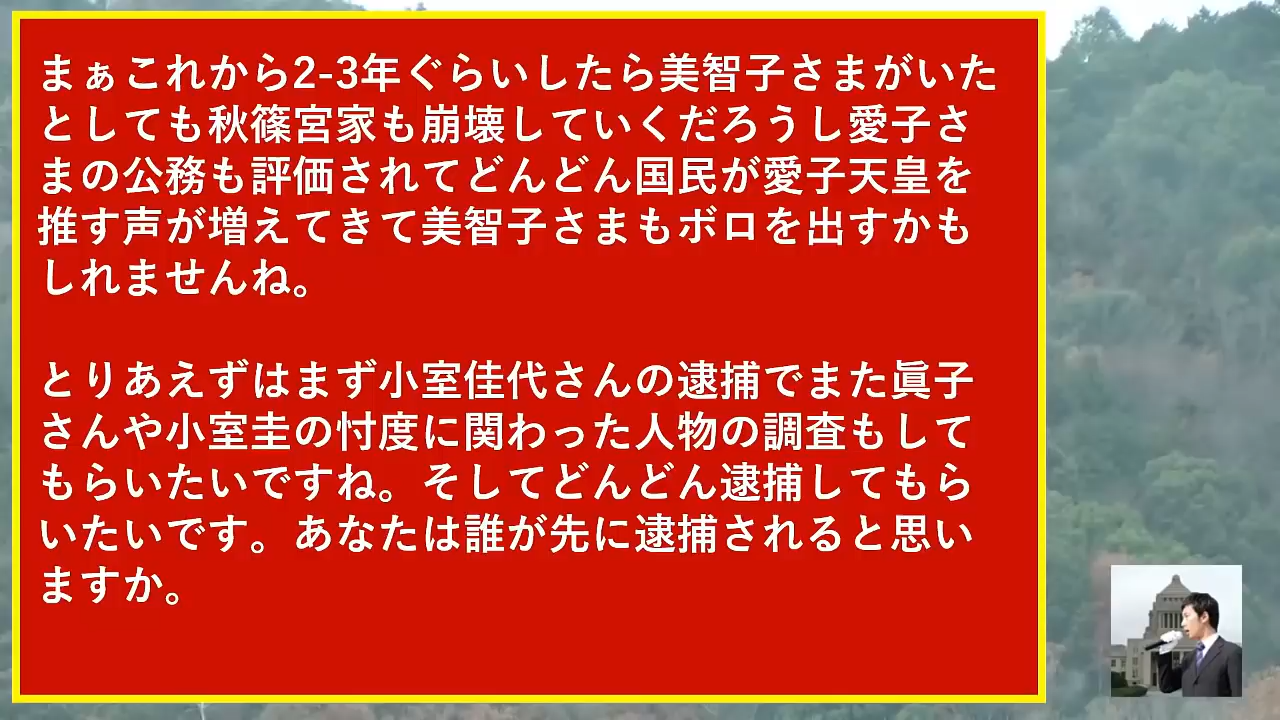 まぁこれから2-3年ぐらいしたら美智子さまがいた
としても秋篠宮家も崩壊していくだろうし愛子さ
まの公務も評価されてどんどん国民が愛子天皇を
推す声が増えてきて美智子さまもボロを出すかも
しれませんね。
とりあえずはまず小室佳代さんの逮捕でまた眞子
さんや小室圭の忖度に関わった人物の調査もして
もらいたいですね。そしてどんどん逮捕してもら
いたいです。あなたは誰が先に逮捕されると思い
ますか。